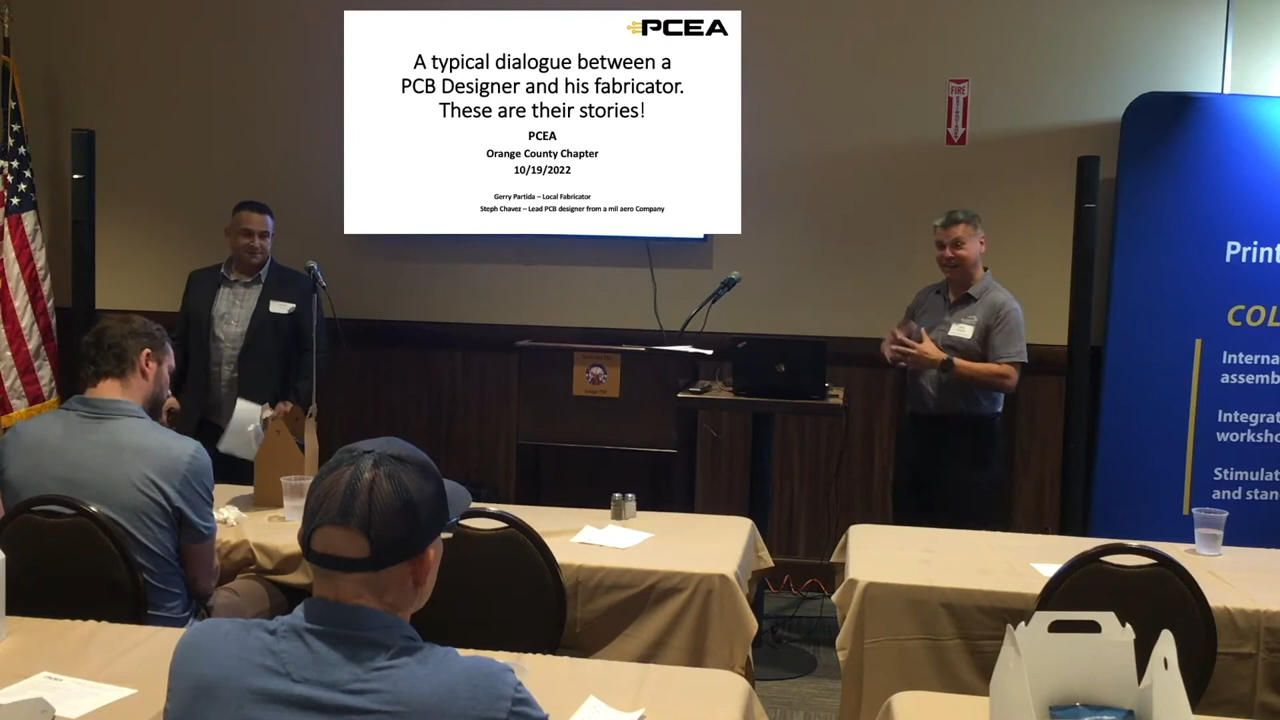 PCEA
A typical dialogue between a
PCB Designer and his fabricator.
These are their stories!
PCEA
Orange County Chapter
10/19/2022
Gerry Partida – Local Fabricator
Steph Chavez – Lead PCB designer from a mil aero Company
FIRE
EXTINGUISHER
Print
COL
Interna
assemb
Integrat
worksho
Stimulat
and stan
PCEA